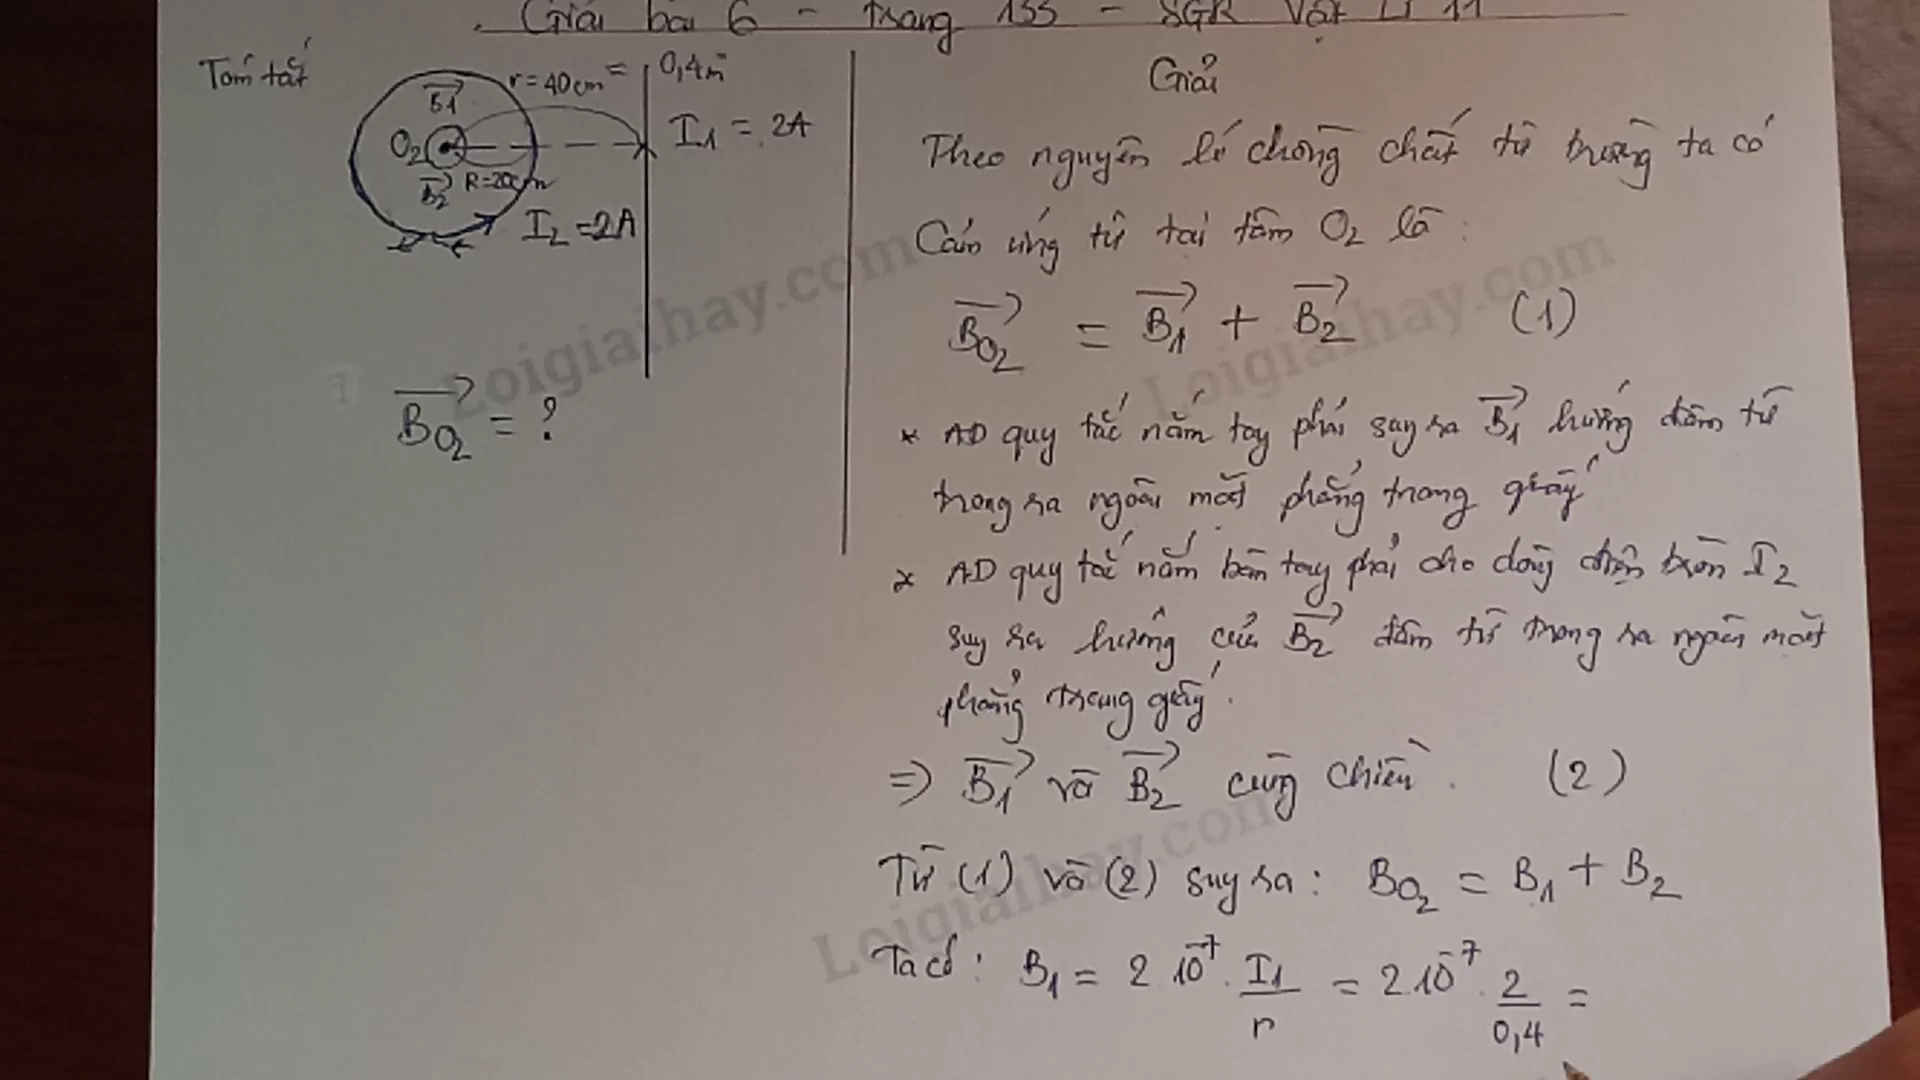 Giải bài 6 - Trang 133 - SGK Vật Lí 11
Tóm tắt
r = 40cm = 0,4m
B1
O2
B2
R=20cm
I1 = 2A
I2 = 2A
BO2 = ?
Giải
Theo nguyên lí chồng chất từ trường ta có
Cảm ứng từ tại tâm O2 là :
BO2 = B1 + B2 (1)
* AD quy tắc nắm tay phải suy ra B1 hướng đâm từ
trong ra ngoài mặt phẳng trang giấy
* AD quy tắc nắm bàn tay phải cho dòng điện tròn I2
suy ra hướng của B2 đâm từ trong ra ngoài mặt
phẳng trang giấy.
=> B1 và B2 cùng chiều. (2)
Từ (1) và (2) suy ra : BO2 = B1 + B2
Ta có : B1 = 2 10^-7 . I1/r = 2.10^-7 . 2/0,4 =
Loigiaihay.com
Loigiaihay.com
Loigiaihay.com